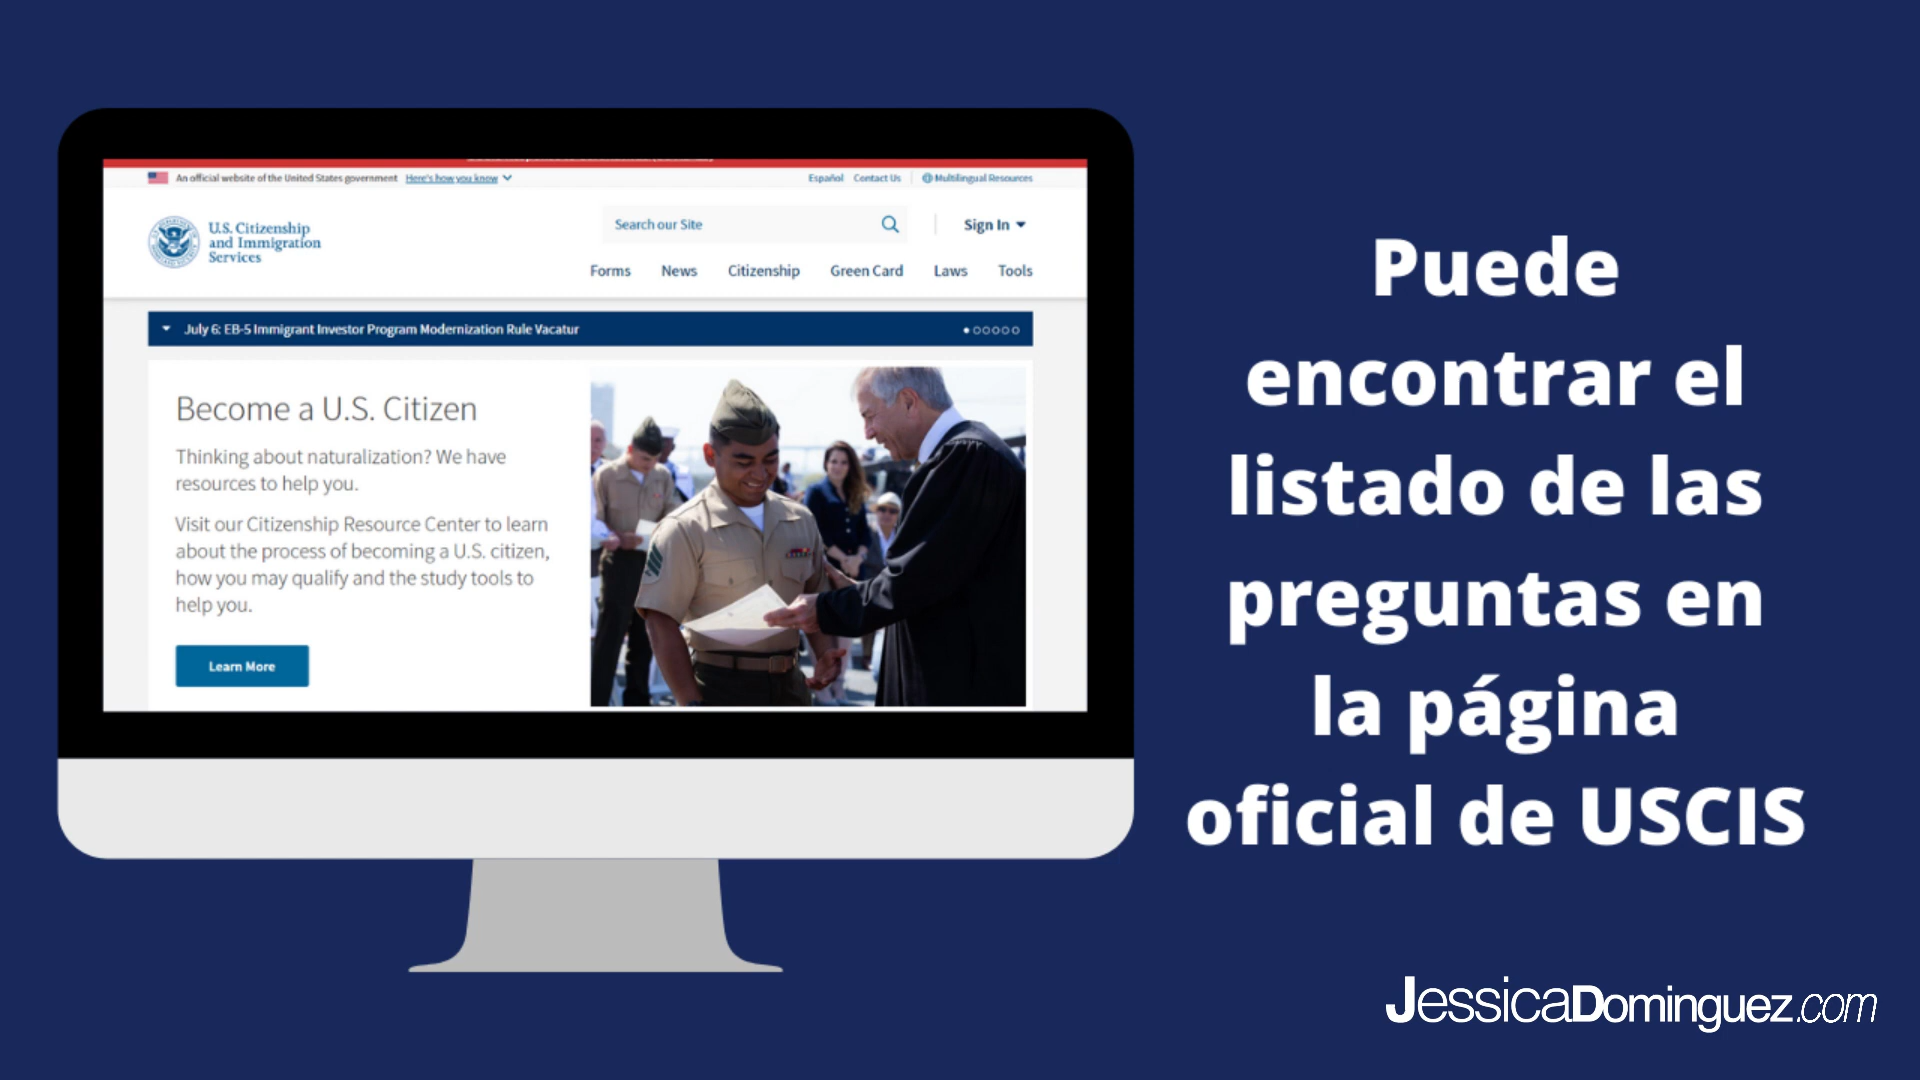 An official website of the United States government Here's how you know
Español Contact Us Multilingual Resources
U.S. Citizenship
and Immigration
Services
Search our Site
Sign In
Forms News Citizenship Green Card Laws Tools
July 6: EB-5 Immigrant Investor Program Modernization Rule Vacatur
Become a U.S. Citizen
Thinking about naturalization? We have
resources to help you.
Visit our Citizenship Resource Center to learn
about the process of becoming a U.S. citizen,
how you may qualify and the study tools to
help you.
Learn More
Puede
encontrar el
listado de las
preguntas en
la página
oficial de USCIS
JessicaDominguez.com